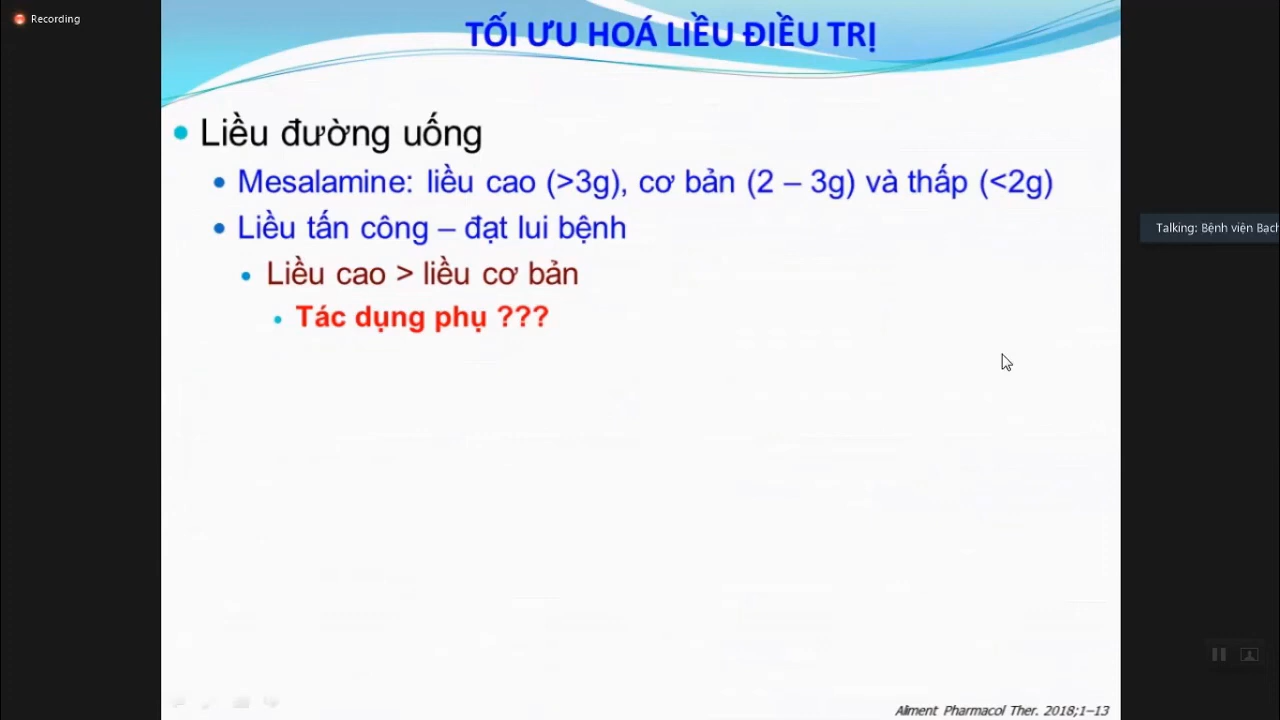 Recording
TỐI ƯU HOÁ LIỀU ĐIỀU TRỊ
Liều đường uống
Mesalamine: liều cao (>3g), cơ bản (2 – 3g) và thấp (<2g)
Talking: Bệnh viện Bạch
Liều tấn công – đạt lui bệnh
Liều cao > liều cơ bản
Tác dụng phụ ???
Aliment Pharmacol Ther. 2018;1–13